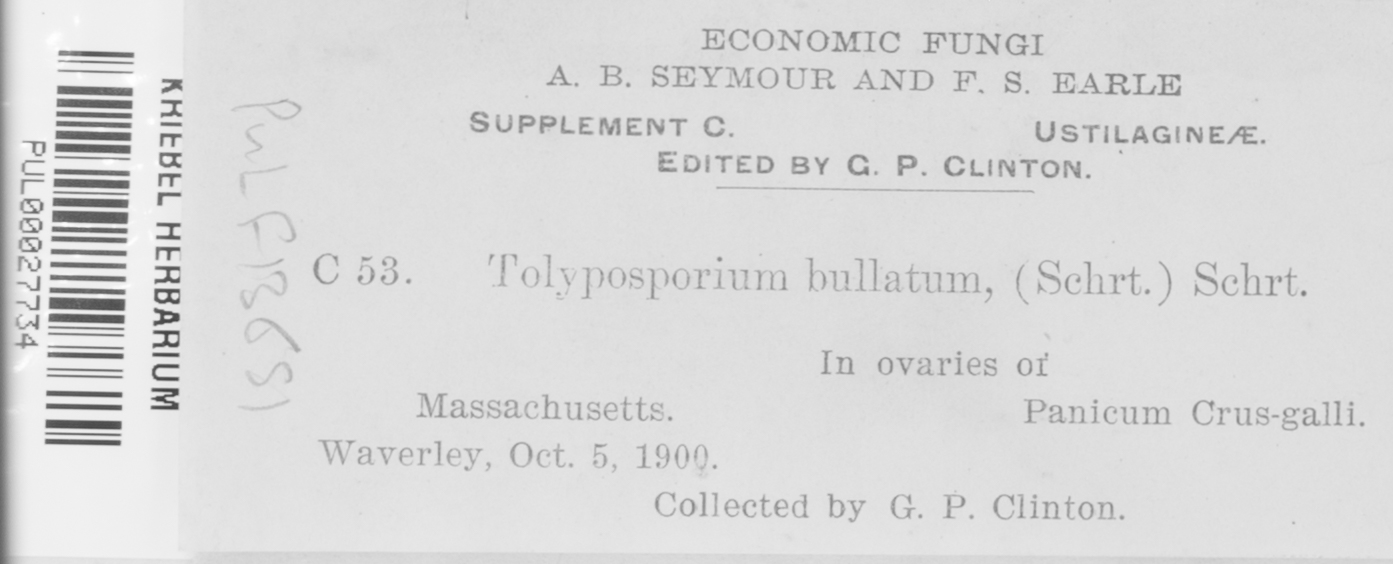 ECONOMIC FUNGI
A. B. SEYMOUR AND F. S. EARLE
SUPPLEMENT C. USTILAGINEÆ.
EDITED BY G. P. CLINTON.
C 53. Tolyposporium bullatum, (Schrt.) Schrt.
In ovaries of
Massachusetts. Panicum Crus-galli.
Waverley, Oct. 5, 1900.
Collected by G. P. Clinton.
PUL F13651
KRIEBEL HERBARIUM
PUL00027734